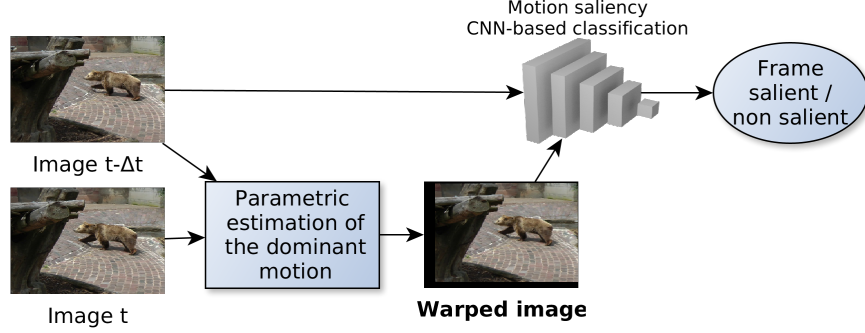 Motion saliency
CNN-based classification
Frame
salient /
non salient
Image t-Δt
Parametric
estimation of
the dominant
motion
Image t
Warped image